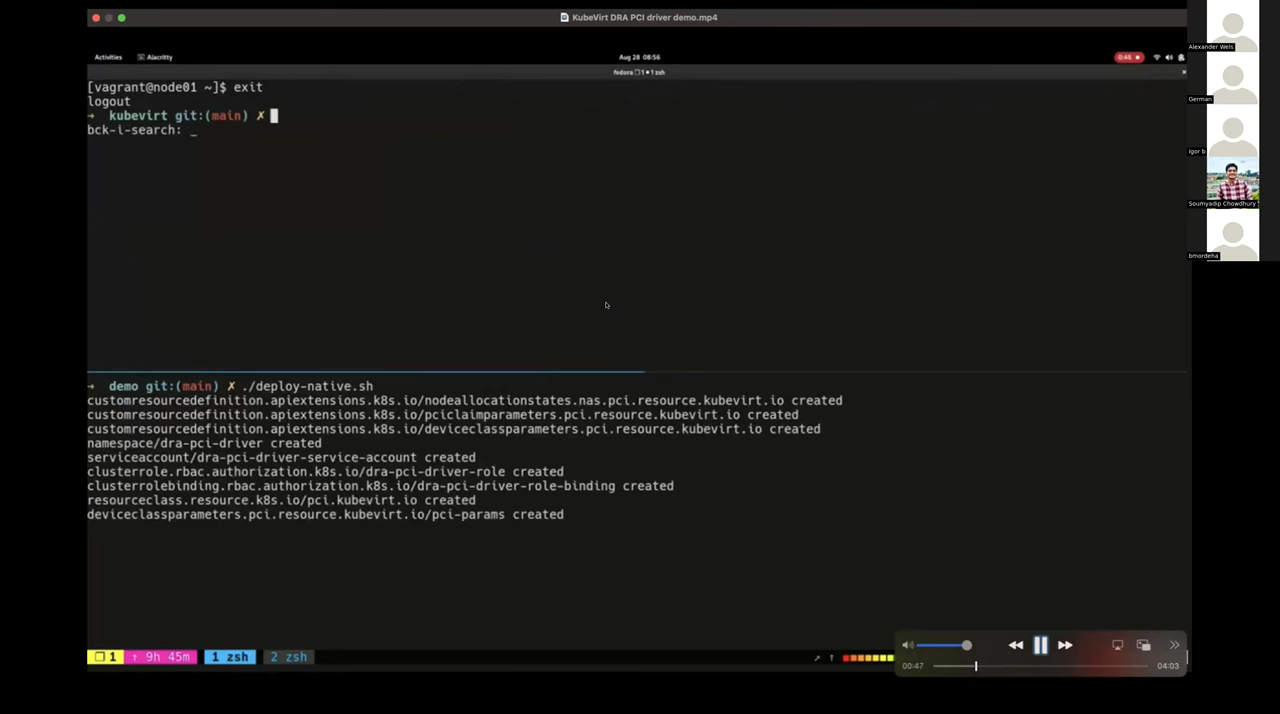 KubeVirt DRA PCI driver demo.mp4
Activities
Alacritty
Aug 28 08:56
0:45
fedora ❐ 1 ● 1 zsh
[vagrant@node01 ~]$ exit
logout
→ kubevirt git:(main) ✗
bck-i-search: _
→ demo git:(main) ✗ ./deploy-native.sh
customresourcedefinition.apiextensions.k8s.io/nodeallocationstates.nas.pci.resource.kubevirt.io created
customresourcedefinition.apiextensions.k8s.io/pciclaimparameters.pci.resource.kubevirt.io created
customresourcedefinition.apiextensions.k8s.io/deviceclassparameters.pci.resource.kubevirt.io created
namespace/dra-pci-driver created
serviceaccount/dra-pci-driver-service-account created
clusterrole.rbac.authorization.k8s.io/dra-pci-driver-role created
clusterrolebinding.rbac.authorization.k8s.io/dra-pci-driver-role-binding created
resourceclass.resource.k8s.io/pci.kubevirt.io created
deviceclassparameters.pci.resource.kubevirt.io/pci-params created
❐ 1 ↑ 9h 45m 1 zsh 2 zsh
00:47
04:03
Alexander Wels
German
Igor b
Soumyadip Chowdhury
bmordeha